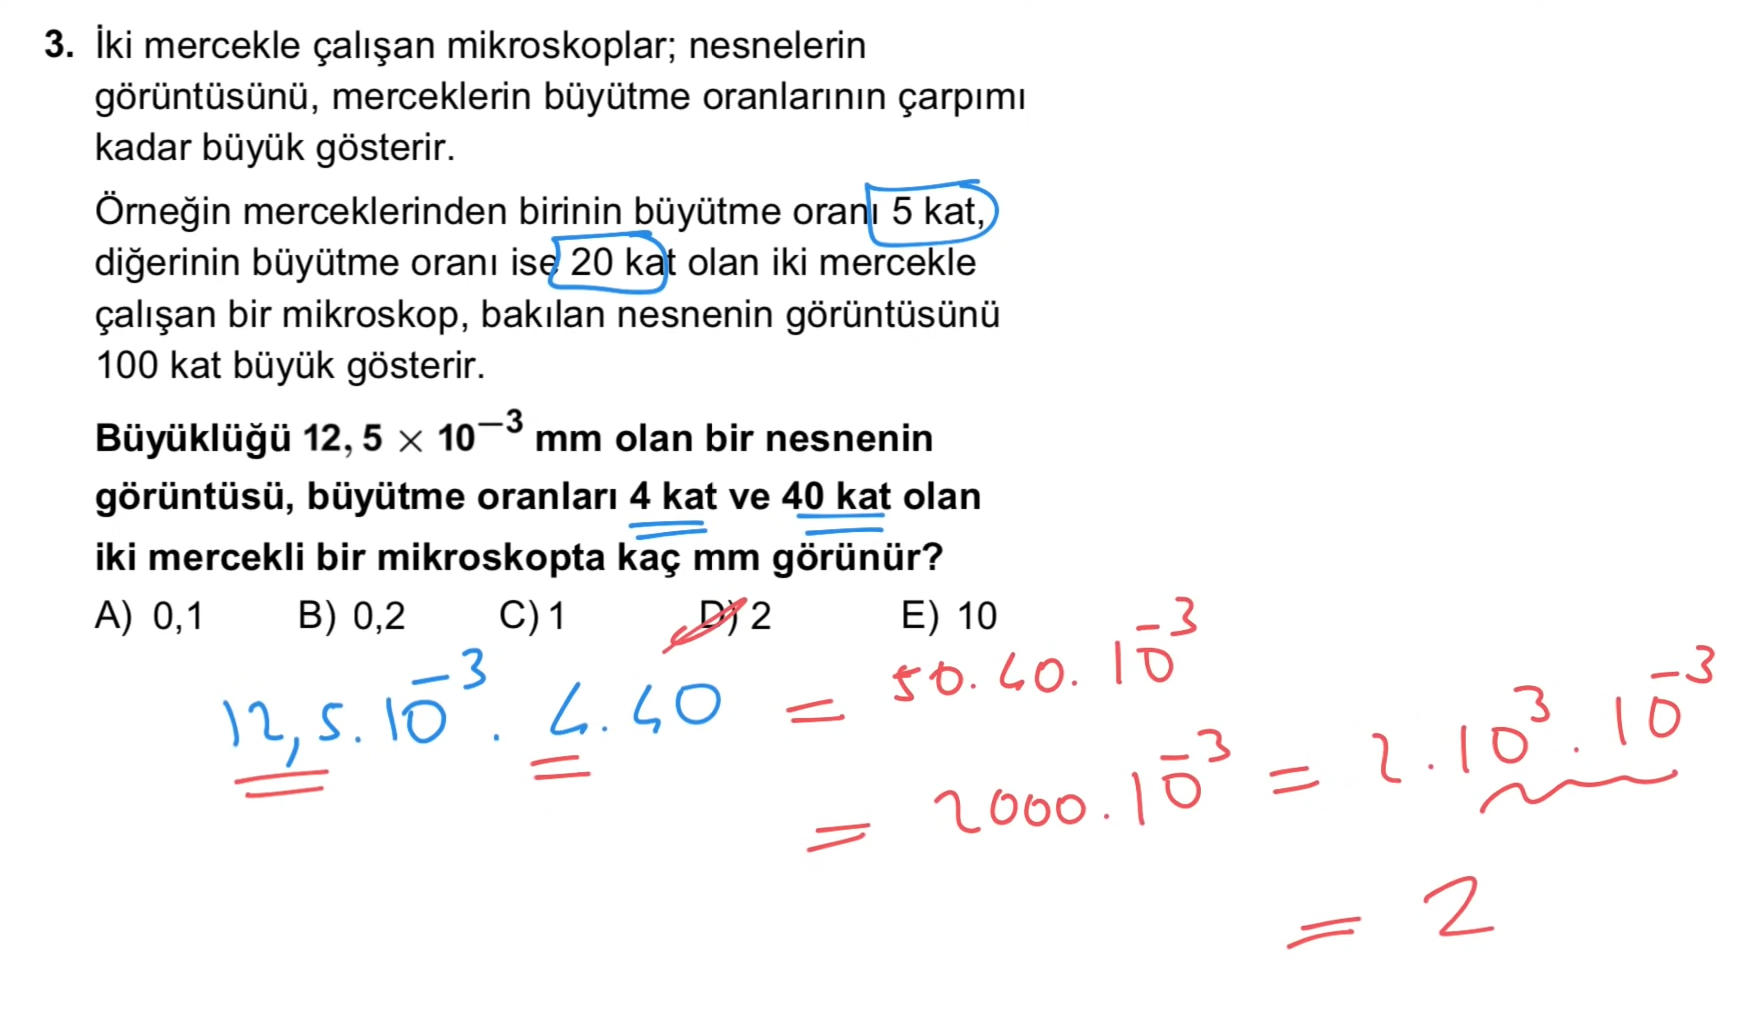 3. İki mercekle çalışan mikroskoplar; nesnelerin
görüntüsünü, merceklerin büyütme oranlarının çarpımı
kadar büyük gösterir.
Örneğin merceklerinden birinin büyütme oranı 5 kat,
diğerinin büyütme oranı ise 20 kat olan iki mercekle
çalışan bir mikroskop, bakılan nesnenin görüntüsünü
100 kat büyük gösterir.
Büyüklüğü 12, 5 × 10⁻³ mm olan bir nesnenin
görüntüsü, büyütme oranları 4 kat ve 40 kat olan
iki mercekli bir mikroskopta kaç mm görünür?
A) 0,1 B) 0,2 C) 1 D) 2 E) 10
12,5. 10⁻³ . 4.40 = 50.40. 10⁻³
= 2000. 10⁻³ = 2. 10³ . 10⁻³
= 2